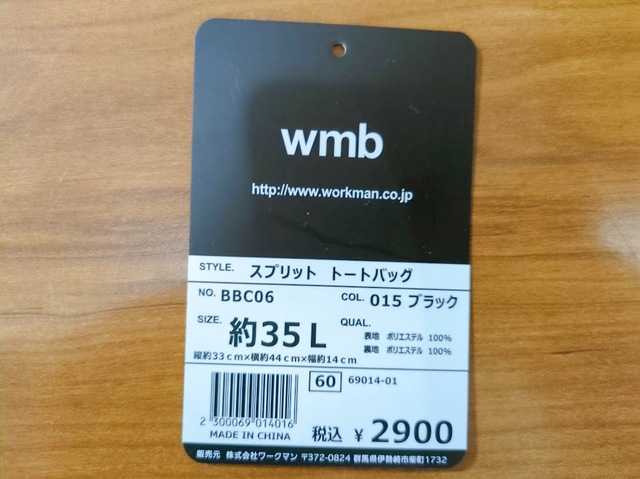 wmb
http://www.workman.co.jp
STYLE. スプリット トートバッグ
NO. BBC06 COL. 015 ブラック
SIZE. 約35L QUAL.
表地 ポリエステル 100%
裏地 ポリエステル 100%
縦約33cm×横約44cm×幅約14cm
60 69014-01
2 300069 014016
MADE IN CHINA 税込 ¥2900
販売元 株式会社ワークマン 〒372-0824 群馬県伊勢崎市柴町1732